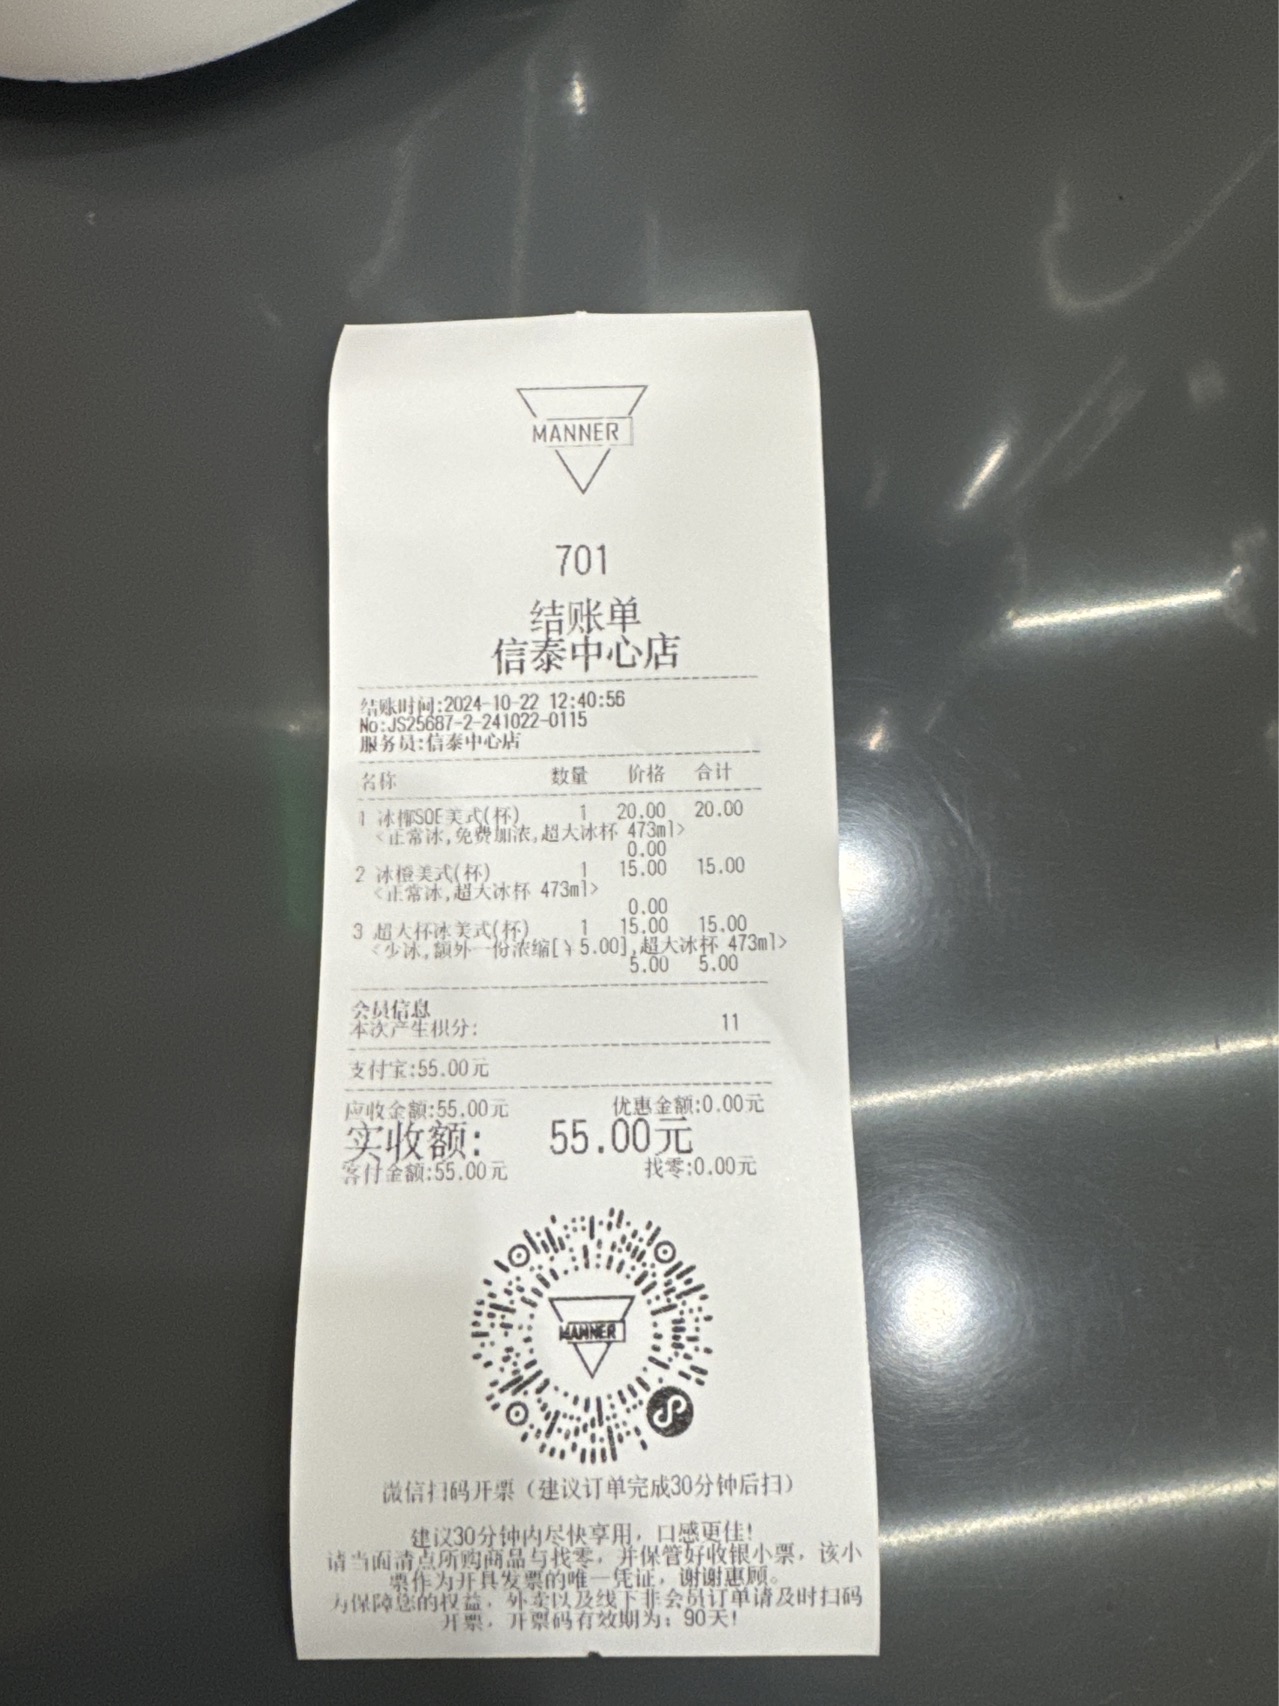 MANNER
701
结账单
信泰中心店
结账时间:2024-10-22 12:40:56
No:JS25687-2-241022-0115
服务员:信泰中心店
名称 数量 价格 合计
1 冰椰SOE美式(杯) 1 20.00 20.00
<正常冰,免费加浓,超大冰杯 473ml>
0.00
2 冰橙美式(杯) 1 15.00 15.00
<正常冰,超大冰杯 473ml>
0.00
3 超大杯冰美式(杯) 1 15.00 15.00
<少冰,额外一份浓缩[￥5.00],超大冰杯 473ml>
5.00 5.00
会员信息
本次产生积分: 11
支付宝:55.00元
应收金额:55.00元 优惠金额:0.00元
实收额: 55.00元
客付金额:55.00元 找零:0.00元
MANNER
微信扫码开票（建议订单完成30分钟后扫）
建议30分钟内尽快享用，口感更佳!
请当面清点所购商品与找零，并保管好收银小票，该小
票作为开具发票的唯一凭证，谢谢惠顾。
为保障您的权益，外卖以及线下非会员订单请及时扫码
开票，开票码有效期为：90天!